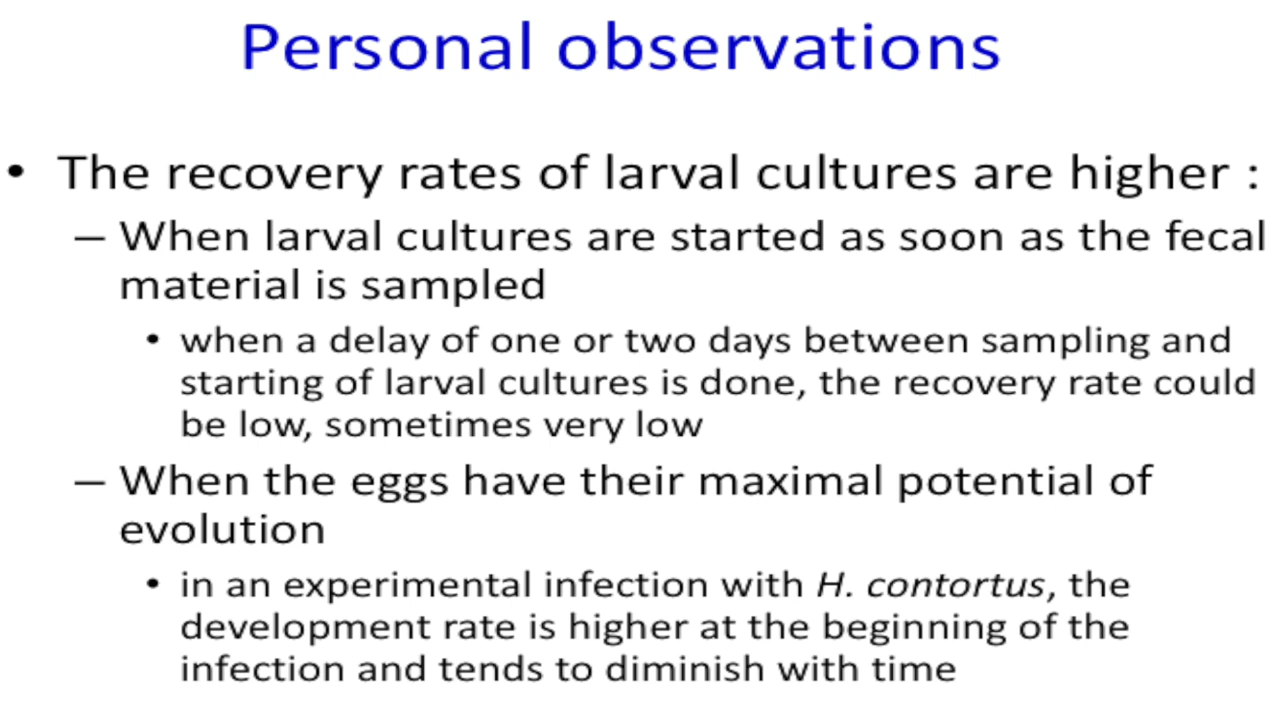 Personal observations
• The recovery rates of larval cultures are higher :
– When larval cultures are started as soon as the fecal
material is sampled
• when a delay of one or two days between sampling and
starting of larval cultures is done, the recovery rate could
be low, sometimes very low
– When the eggs have their maximal potential of
evolution
• in an experimental infection with H. contortus, the
development rate is higher at the beginning of the
infection and tends to diminish with time